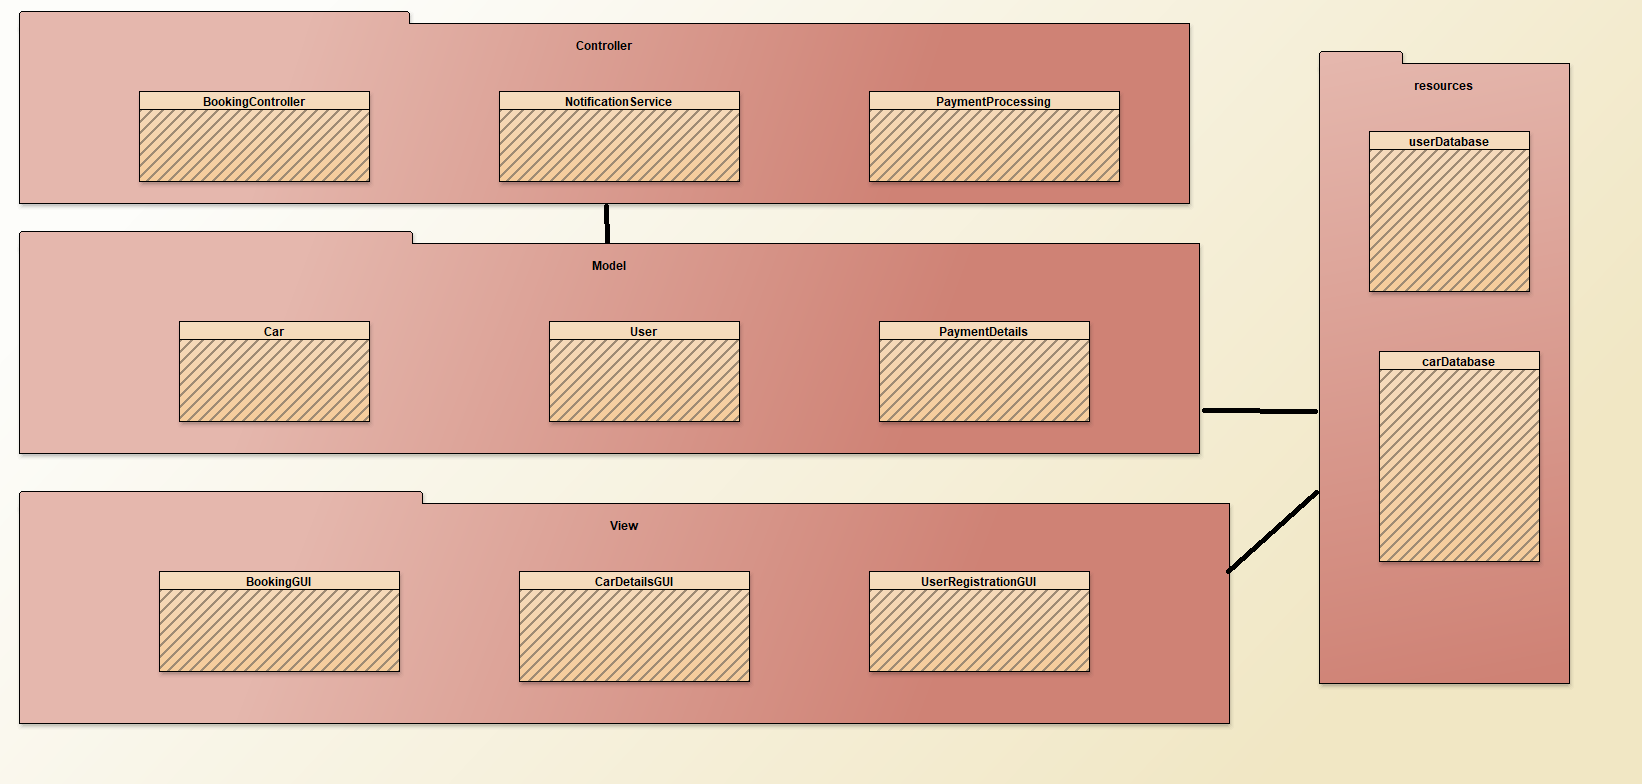 Controller
BookingController
NotificationService
PaymentProcessing
Model
Car
User
PaymentDetails
View
BookingGUI
CarDetailsGUI
UserRegistrationGUI
resources
userDatabase
carDatabase